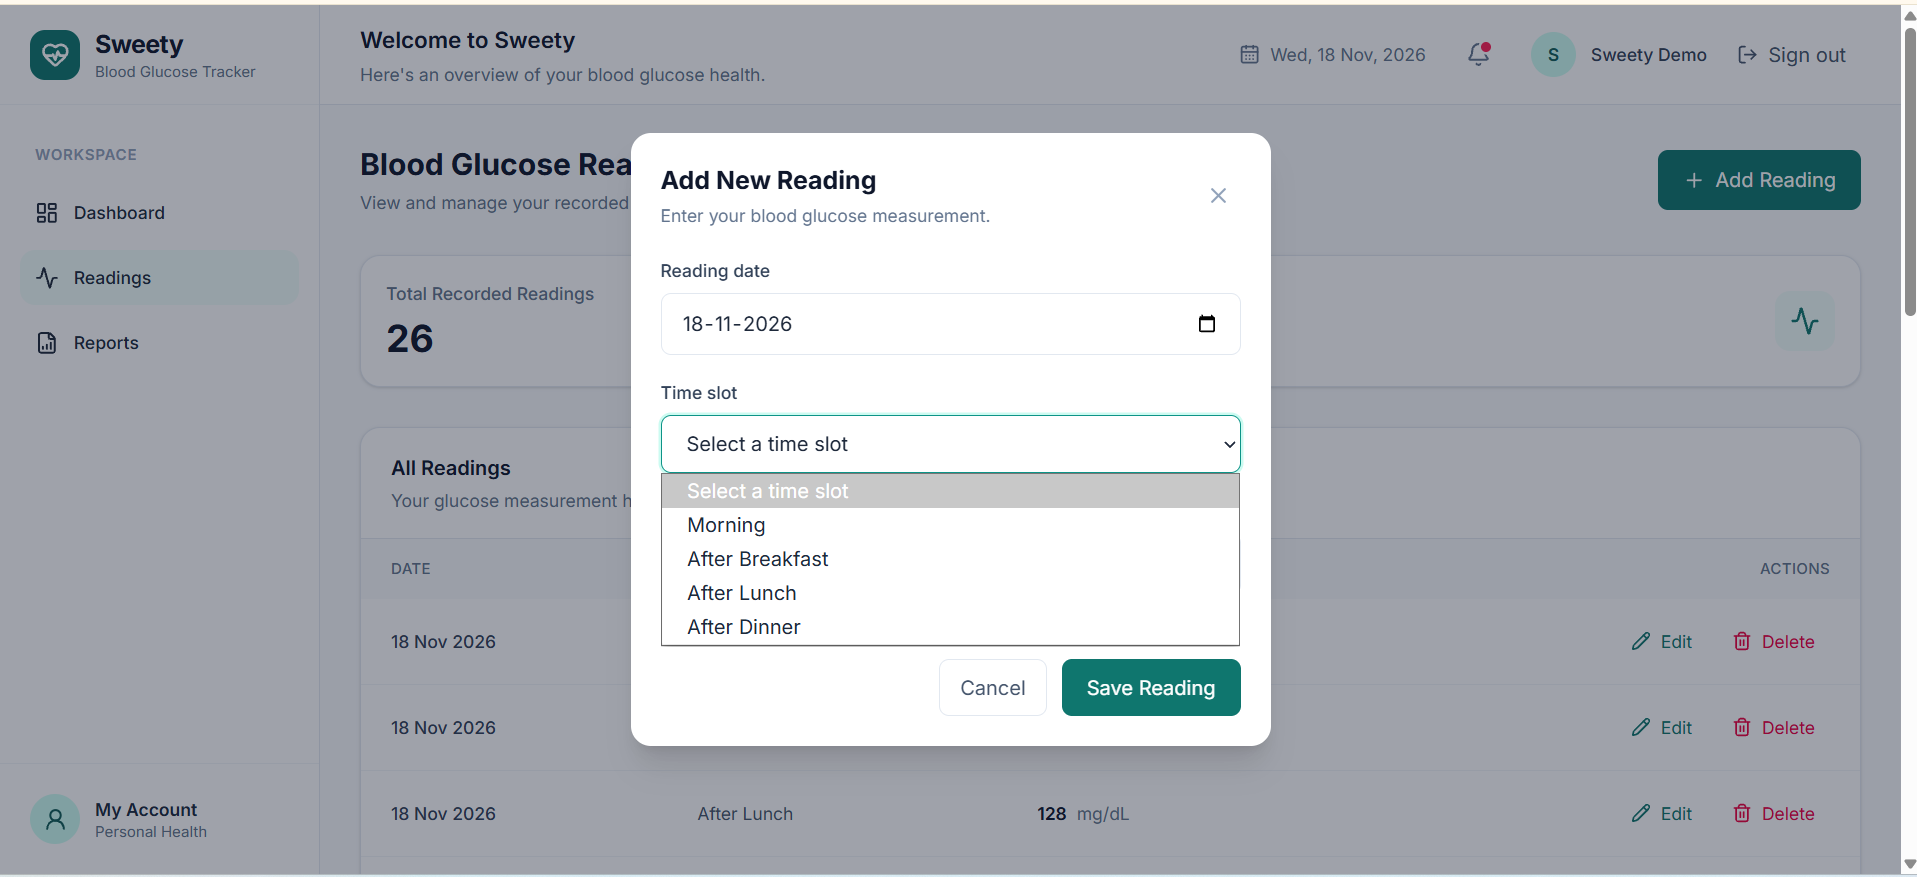 Sweety
Blood Glucose Tracker
Welcome to Sweety
Here's an overview of your blood glucose health.
Wed, 18 Nov, 2026
S
Sweety Demo
Sign out
WORKSPACE
Dashboard
Readings
Reports
My Account
Personal Health
Blood Glucose Rea
View and manage your recorded
Add Reading
Total Recorded Readings
26
All Readings
Your glucose measurement h
DATE
ACTIONS
18 Nov 2026
Edit
Delete
18 Nov 2026
Edit
Delete
18 Nov 2026
After Lunch
128 mg/dL
Edit
Delete
Add New Reading
Enter your blood glucose measurement.
Reading date
18-11-2026
Time slot
Select a time slot
Select a time slot
Morning
After Breakfast
After Lunch
After Dinner
Cancel
Save Reading